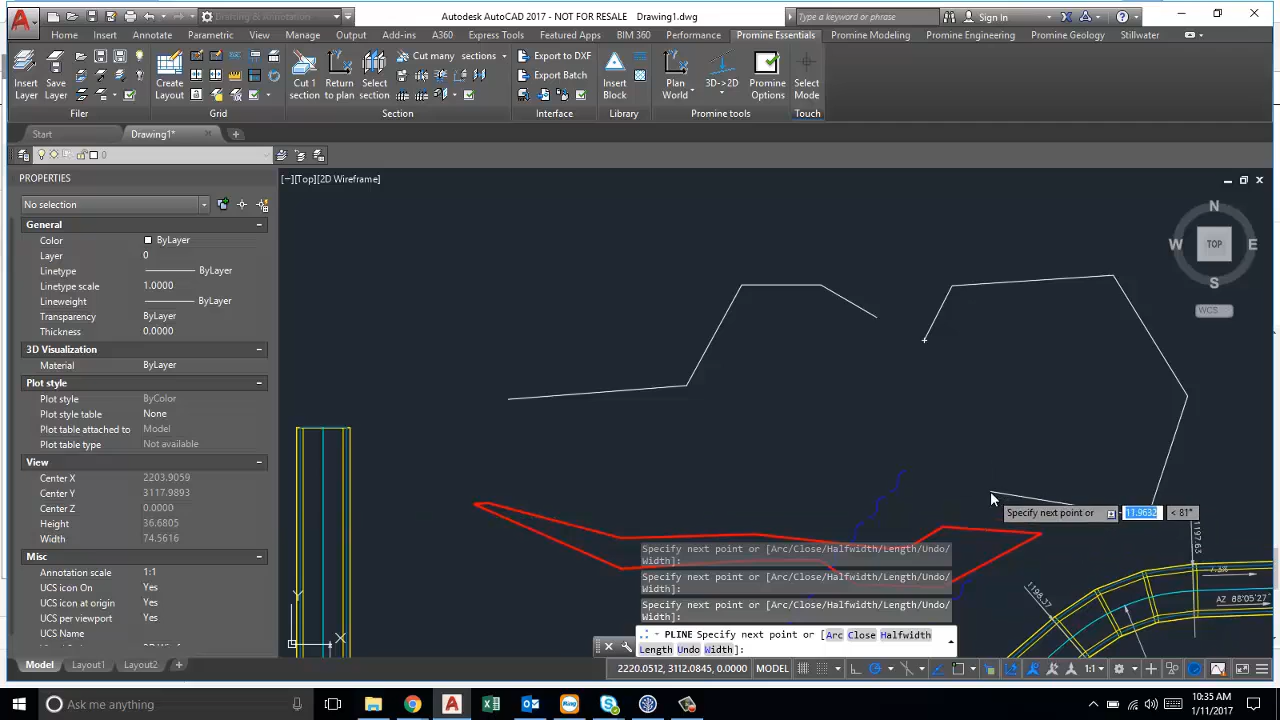 Drafting & Annotation
Autodesk AutoCAD 2017 - NOT FOR RESALE Drawing1.dwg
Type a keyword or phrase
Sign In
Home Insert Annotate Parametric View Manage Output Add-ins A360 Express Tools Featured Apps BIM 360 Performance Promine Essentials Promine Modeling Promine Engineering Promine Geology Stillwater
Insert Layer
Save Layer
Filer
Create Layout
Grid
Cut 1 section
Return to plan
Select section
Cut many sections
Section
Export to DXF
Export Batch
Interface
Insert Block
Library
Plan World
3D->2D
Promine Options
Promine tools
Select Mode
Touch
Start
Drawing1*
0
PROPERTIES
No selection
General
Color ByLayer
Layer 0
Linetype ByLayer
Linetype scale 1.0000
Lineweight ByLayer
Transparency ByLayer
Thickness 0.0000
3D Visualization
Material ByLayer
Plot style
Plot style ByColor
Plot style table None
Plot table attached to Model
Plot table type Not available
View
Center X 2203.9059
Center Y 3117.9893
Center Z 0.0000
Height 36.6805
Width 74.5616
Misc
Annotation scale 1:1
UCS icon On Yes
UCS icon at origin Yes
UCS per viewport Yes
UCS Name
[−][Top][2D Wireframe]
N
W TOP E
S
WCS
Specify next point or 11.9632 < 81°
1197.65
7.3%
AZ 88°05'27"
1196.37
Y
X
Specify next point or [Arc/Close/Halfwidth/Length/Undo/
Width]:
Specify next point or [Arc/Close/Halfwidth/Length/Undo/
Width]:
Specify next point or [Arc/Close/Halfwidth/Length/Undo/
Width]:
PLINE Specify next point or [Arc Close Halfwidth
Length Undo Width]:
Model Layout1 Layout2 +
2220.0512, 3112.0845, 0.0000 MODEL
1:1
Ask me anything
10:35 AM
1/11/2017